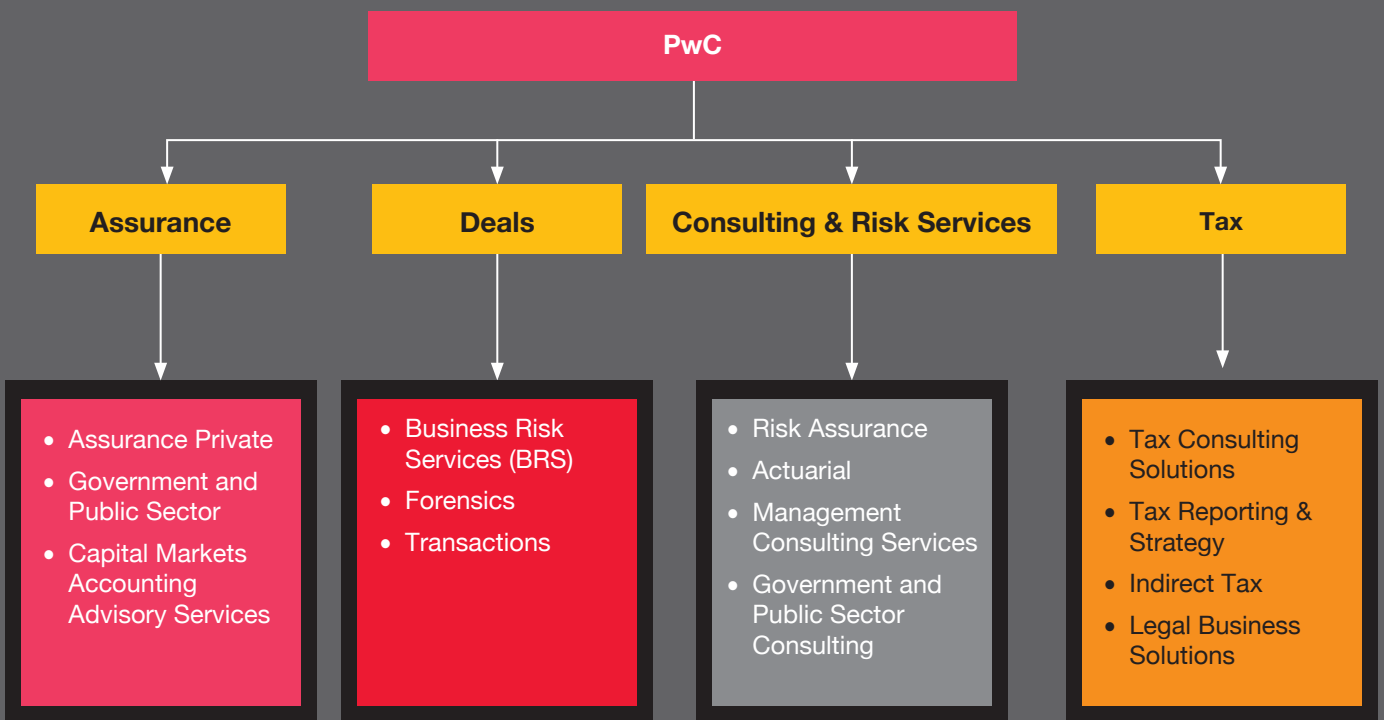 PwC
Assurance
Deals
Consulting & Risk Services
Tax
• Assurance Private
• Government and
Public Sector
• Capital Markets
Accounting
Advisory Services
• Business Risk
Services (BRS)
• Forensics
• Transactions
• Risk Assurance
• Actuarial
• Management
Consulting Services
• Government and
Public Sector
Consulting
• Tax Consulting
Solutions
• Tax Reporting &
Strategy
• Indirect Tax
• Legal Business
Solutions